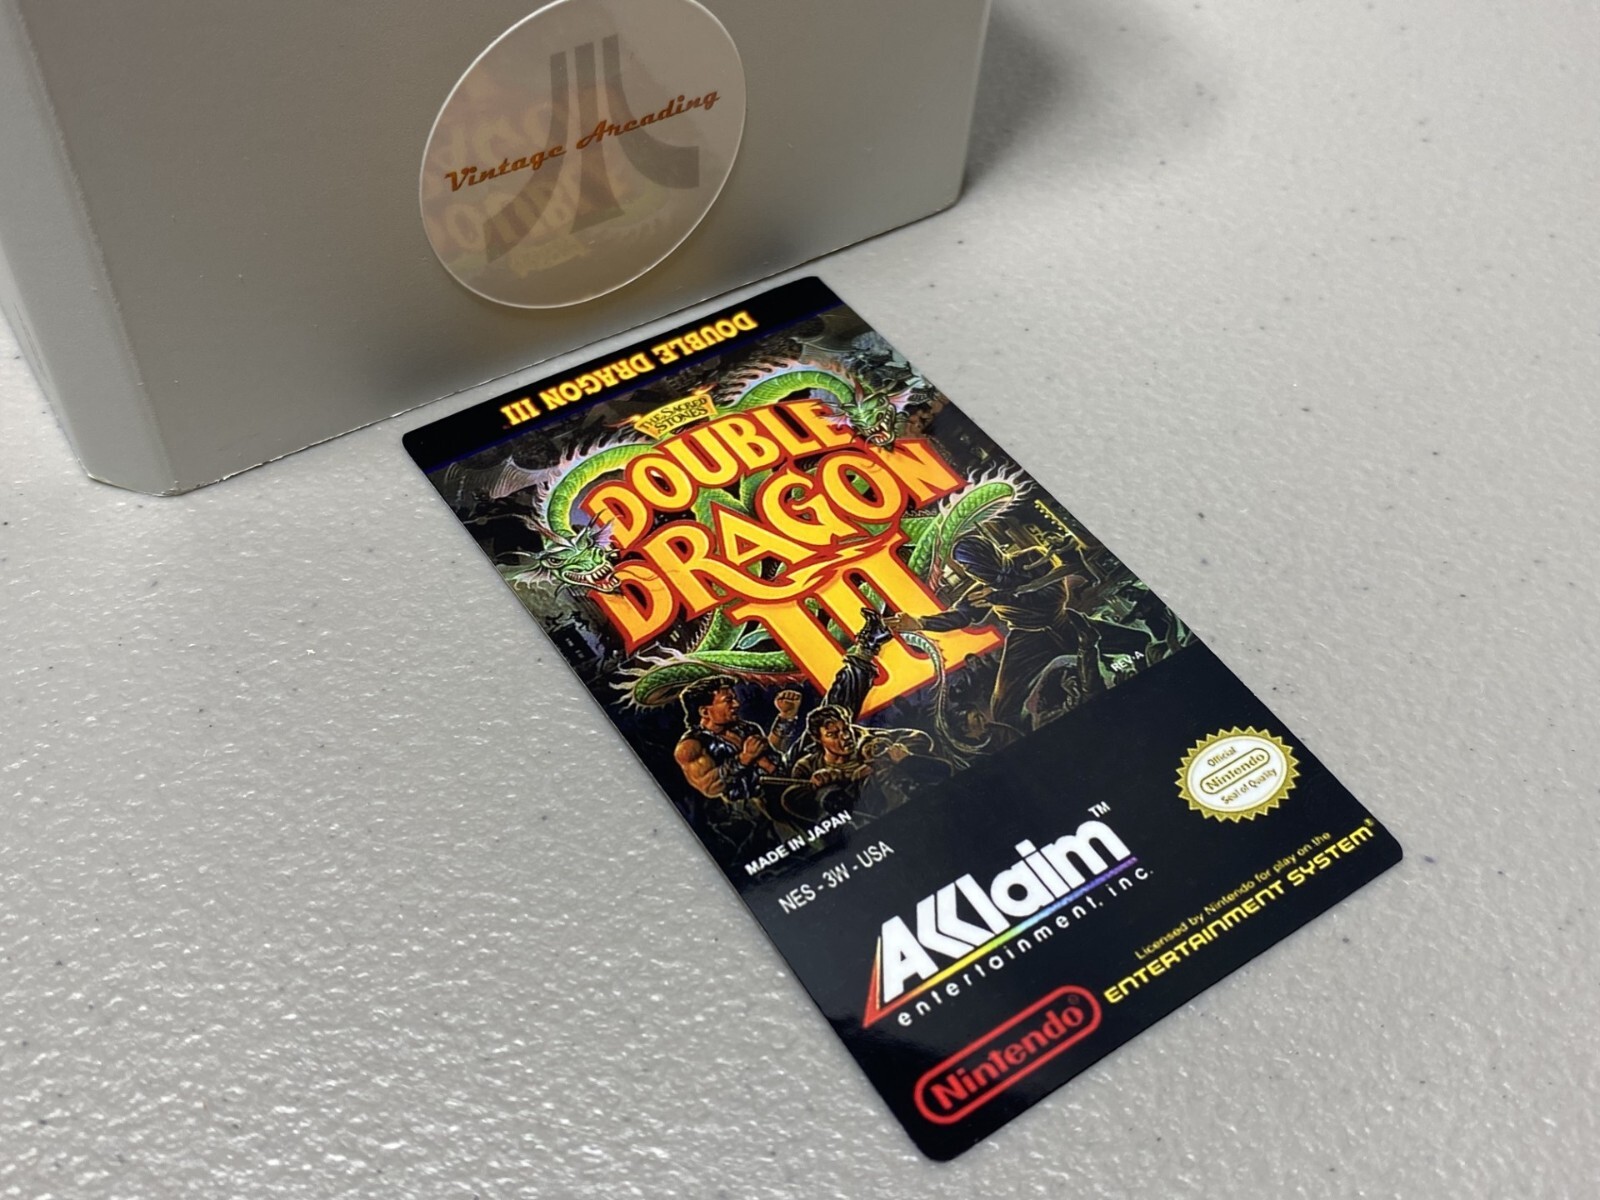 Vintage Arcading
DOUBLE DRAGON III
THE SACRED
STONES
DOUBLE
DRAGON
III
REV-A
MADE IN JAPAN
NES - 3W - USA
Official
Nintendo
Seal of Quality
AKKlaim™
entertainment, inc.
Licensed by Nintendo for play on the
ENTERTAINMENT SYSTEM®
Nintendo®